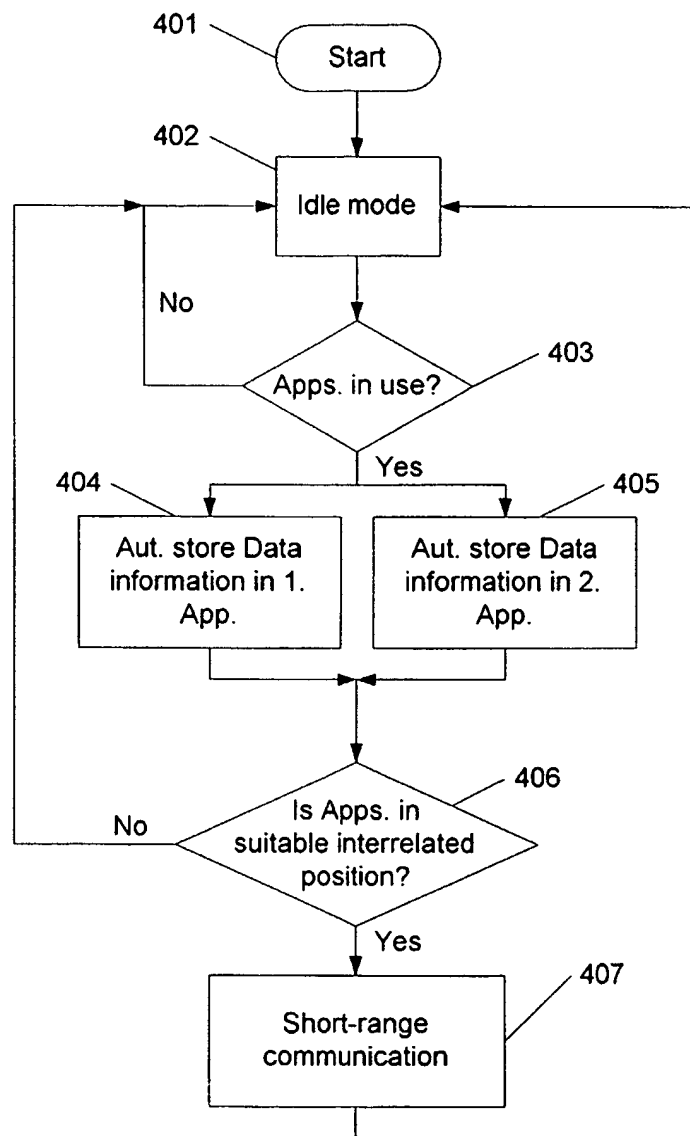 401
Start
402
Idle mode
No
403
Apps. in use?
Yes
404
405
Aut. store Data
information in 1.
App.
Aut. store Data
information in 2.
App.
406
Is Apps. in
suitable interrelated
position?
No
Yes
407
Short-range
communication